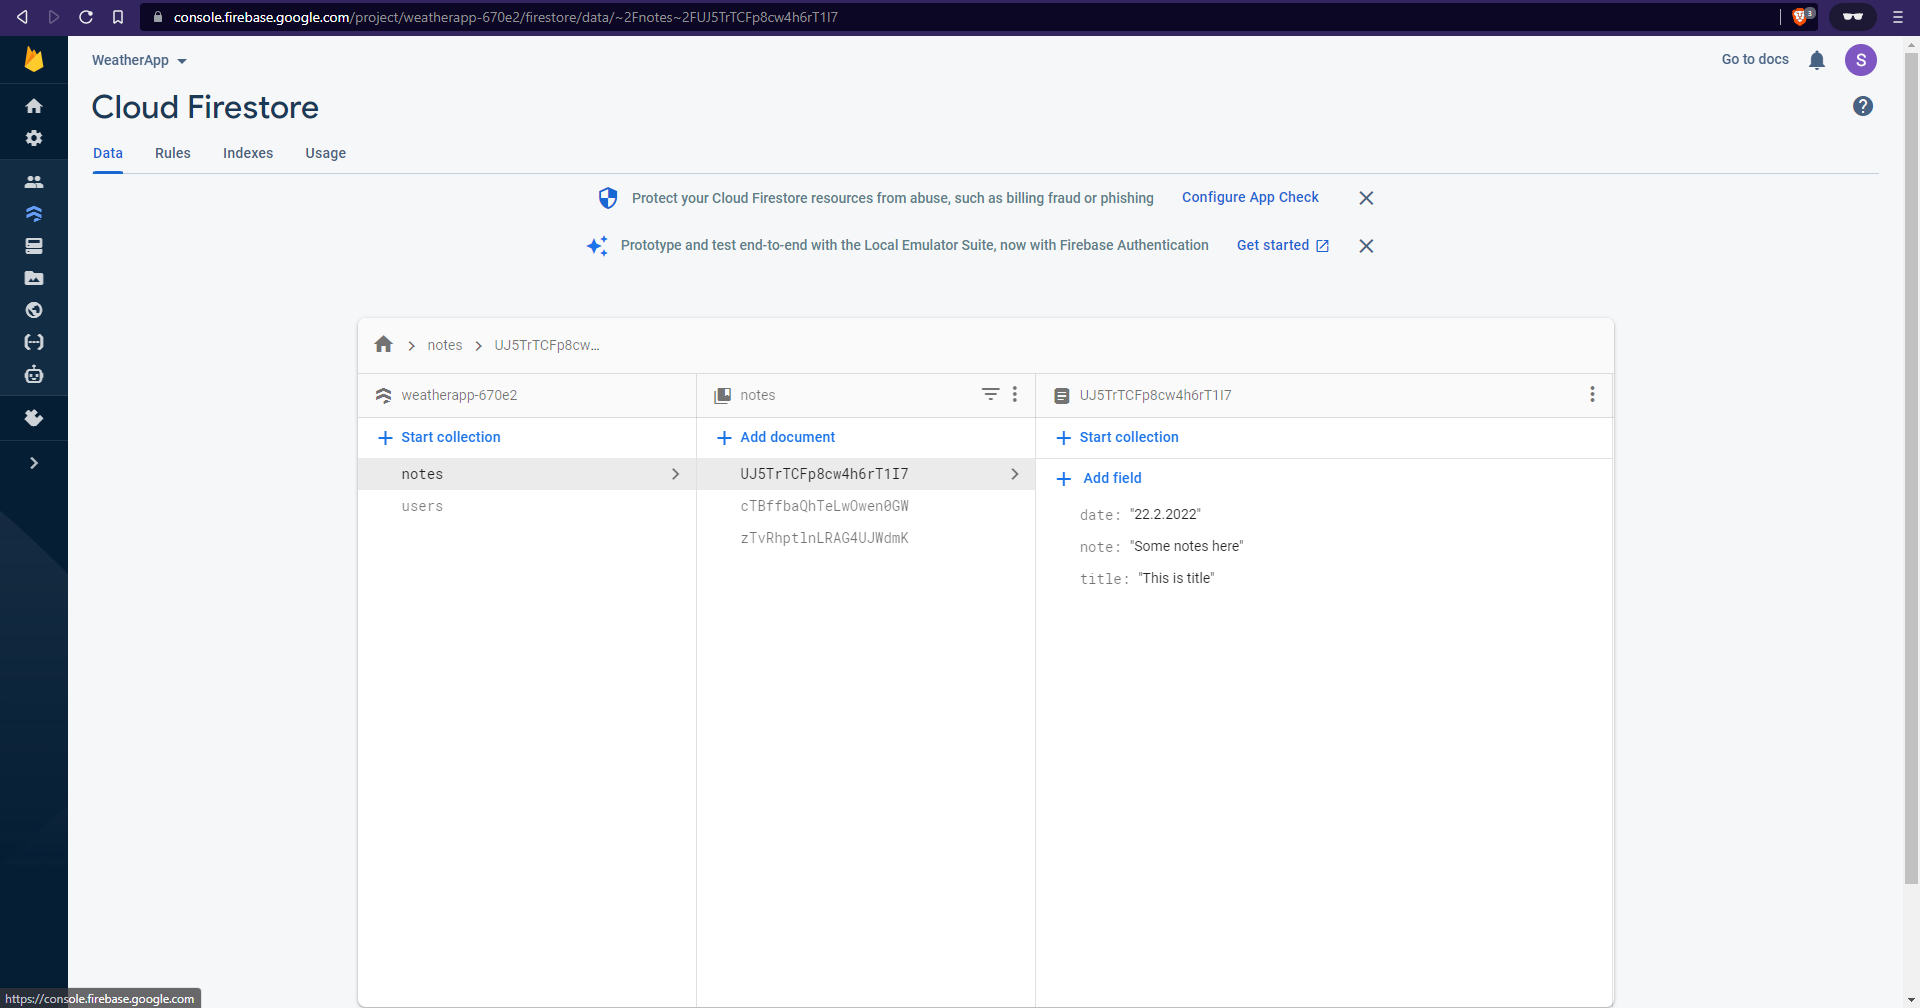 console.firebase.google.com/project/weatherapp-670e2/firestore/data/~2Fnotes~2FUJ5TrTCFp8cw4h6rT1I7
3
WeatherApp
Go to docs
S
Cloud Firestore
?
Data Rules Indexes Usage
Protect your Cloud Firestore resources from abuse, such as billing fraud or phishing Configure App Check
Prototype and test end-to-end with the Local Emulator Suite, now with Firebase Authentication Get started
notes UJ5TrTCFp8cw...
weatherapp-670e2 notes UJ5TrTCFp8cw4h6rT1I7
Start collection Add document Start collection
notes UJ5TrTCFp8cw4h6rT1I7 Add field
users cTBffbaQhTeLwOwen0GW date: "22.2.2022"
zTvRhptlnLRAG4UJWdmK note: "Some notes here"
title: "This is title"
https://console.firebase.google.com